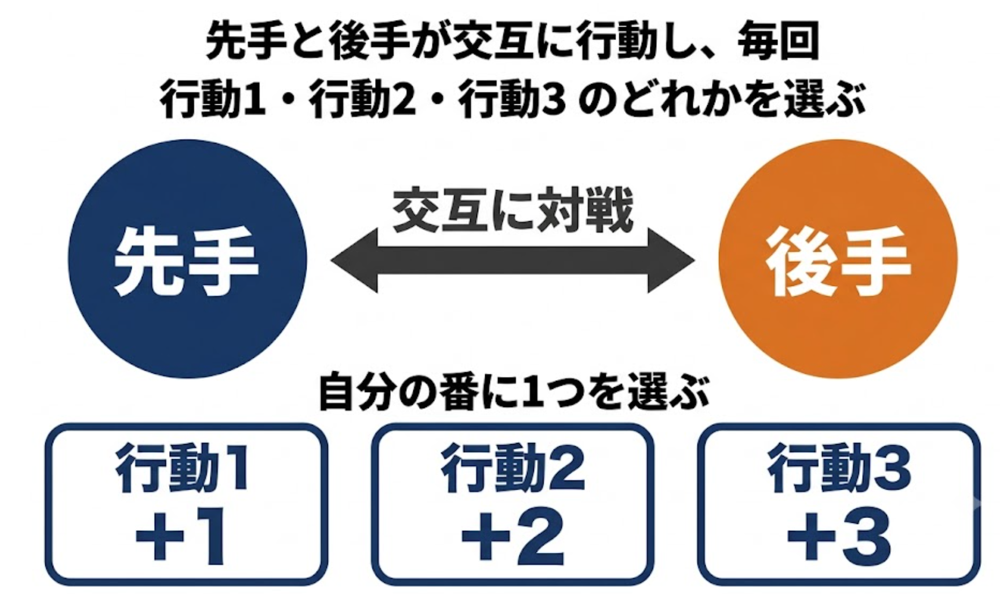 先手と後手が交互に行動し、毎回
行動1・行動2・行動3 のどれかを選ぶ
先手
交互に対戦
後手
自分の番に1つを選ぶ
行動1
+1
行動2
+2
行動3
+3